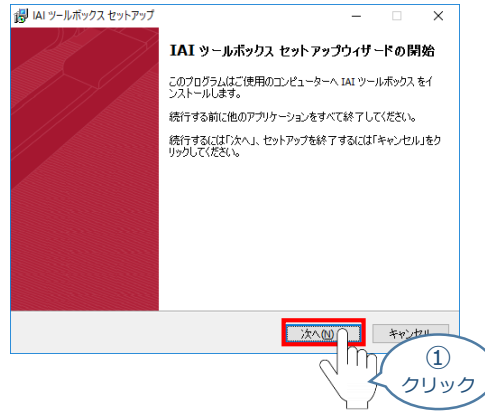 IAI ツールボックス セットアップ
IAI ツールボックス セットアップウィザードの開始
このプログラムはご使用のコンピューターへ IAI ツールボックス をイ
ンストールします。
続行する前に他のアプリケーションをすべて終了してください。
続行するには「次へ」、セットアップを終了するには「キャンセル」をク
リックしてください。
次へ(N)
キャンセル
①
クリック